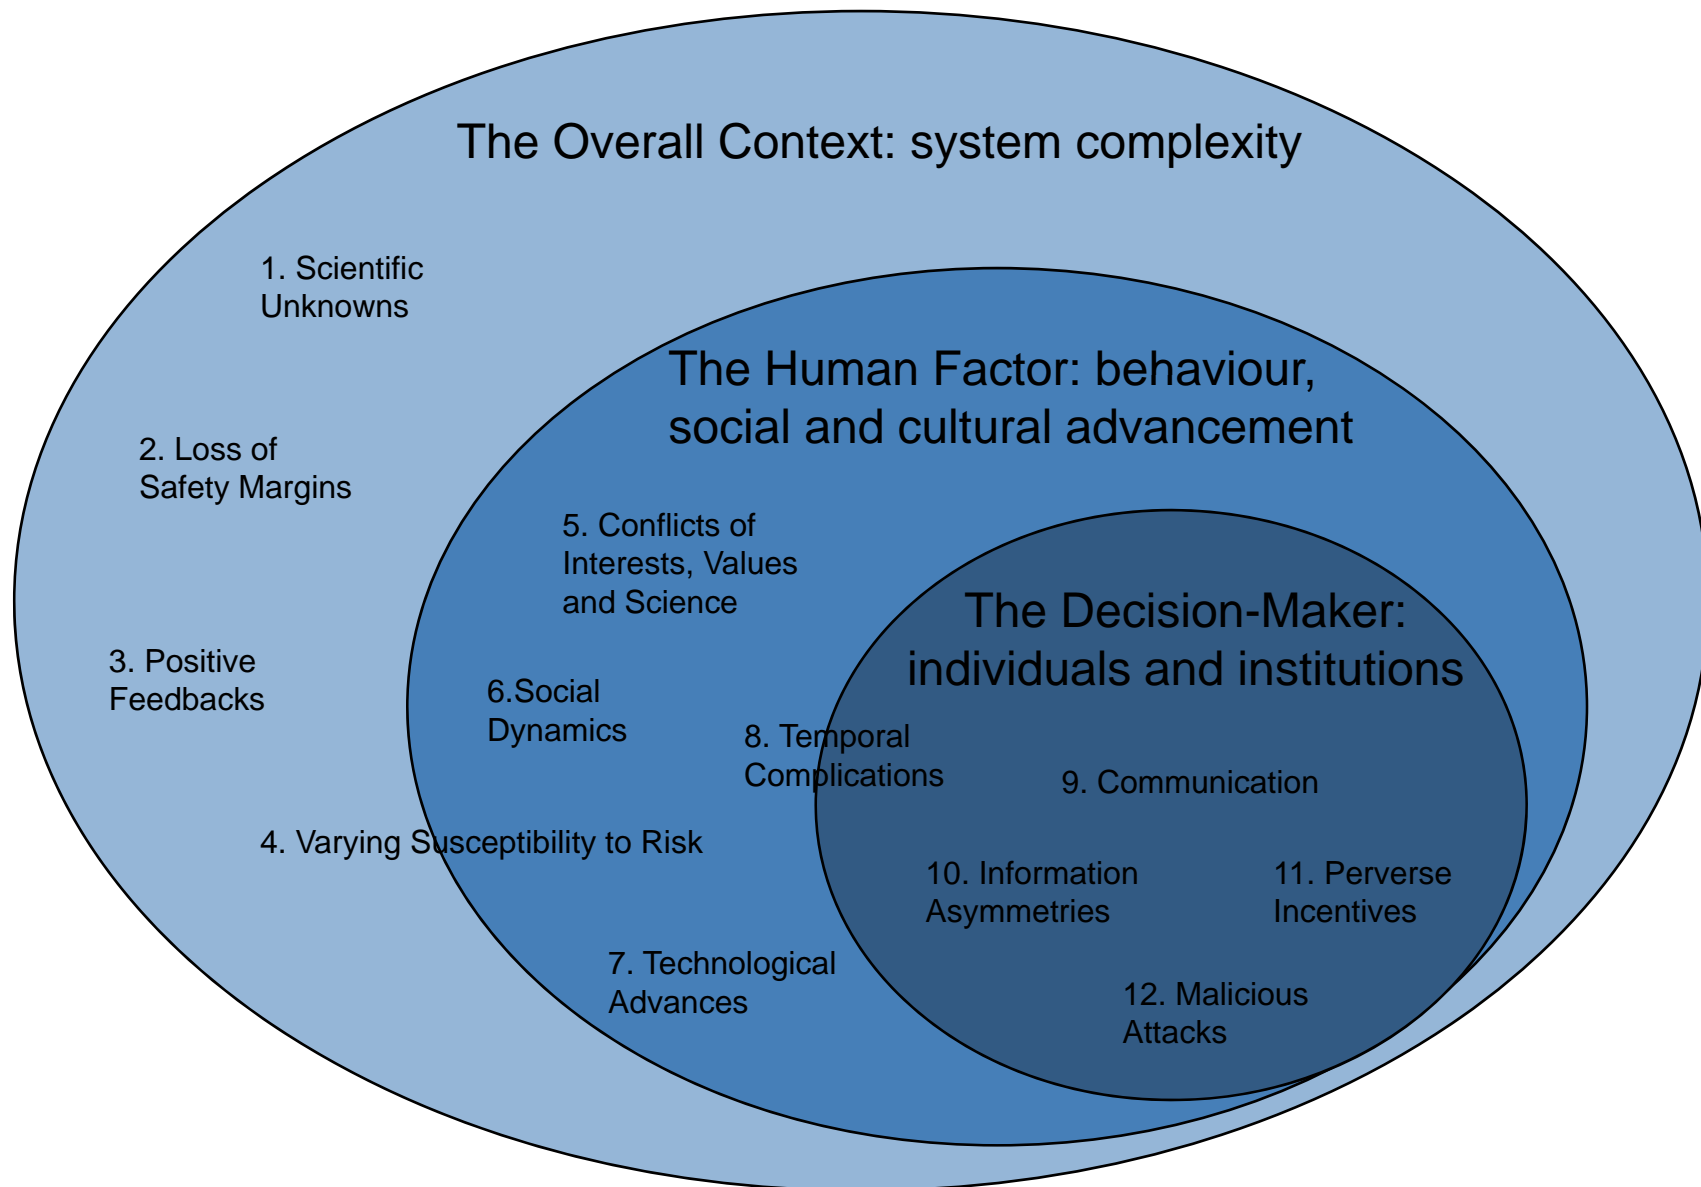 The Overall Context: system complexity
1. Scientific
Unknowns
The Human Factor: behaviour,
social and cultural advancement
2. Loss of
Safety Margins
5. Conflicts of
Interests, Values
and Science
The Decision-Maker:
individuals and institutions
3. Positive
Feedbacks
6.Social
Dynamics
8. Temporal
Complications
9. Communication
4. Varying Susceptibility to Risk
10. Information
Asymmetries
11. Perverse
Incentives
7. Technological
Advances
12. Malicious
Attacks